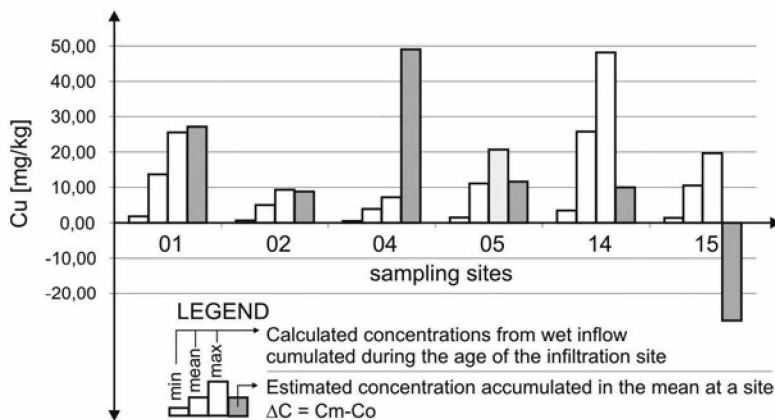 Cu [mg/kg]
50,00
40,00
30,00
20,00
10,00
0,00
-10,00
-20,00
01 02 04 05 14 15
sampling sites
LEGEND
min
mean
max
Calculated concentrations from wet inflow
cumulated during the age of the infiltration site
Estimated concentration accumulated in the mean at a site
ΔC = Cm-Co